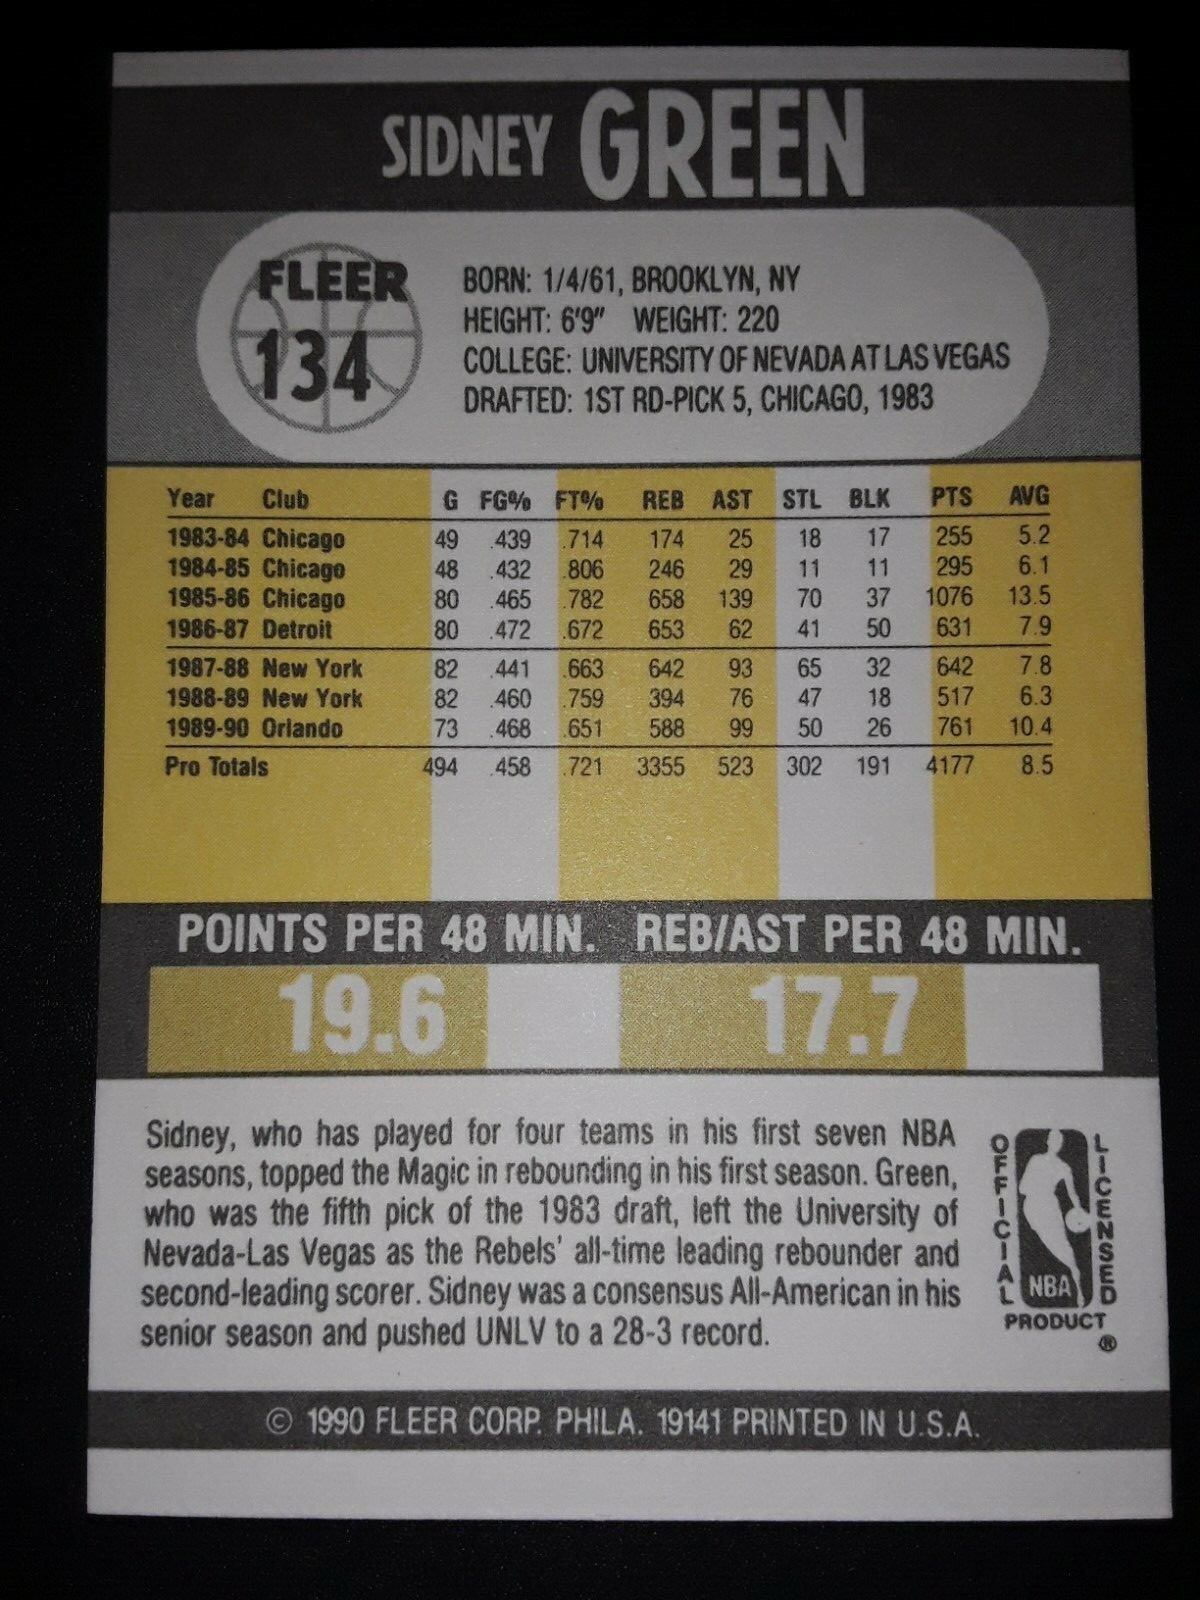 SIDNEY GREEN
FLEER
134
BORN: 1/4/61, BROOKLYN, NY
HEIGHT: 6'9" WEIGHT: 220
COLLEGE: UNIVERSITY OF NEVADA AT LAS VEGAS
DRAFTED: 1ST RD-PICK 5, CHICAGO, 1983
Year Club G FG% FT% REB AST STL BLK PTS AVG
1983-84 Chicago 49 .439 .714 174 25 18 17 255 5.2
1984-85 Chicago 48 .432 .806 246 29 11 11 295 6.1
1985-86 Chicago 80 .465 .782 658 139 70 37 1076 13.5
1986-87 Detroit 80 .472 .672 653 62 41 50 631 7.9
1987-88 New York 82 .441 .663 642 93 65 32 642 7.8
1988-89 New York 82 .460 .759 394 76 47 18 517 6.3
1989-90 Orlando 73 .468 .651 588 99 50 26 761 10.4
Pro Totals 494 .458 .721 3355 523 302 191 4177 8.5
POINTS PER 48 MIN. REB/AST PER 48 MIN.
19.6 17.7
Sidney, who has played for four teams in his first seven NBA
seasons, topped the Magic in rebounding in his first season. Green,
who was the fifth pick of the 1983 draft, left the University of
Nevada-Las Vegas as the Rebels' all-time leading rebounder and
second-leading scorer. Sidney was a consensus All-American in his
senior season and pushed UNLV to a 28-3 record.
OFFICIAL
NBA
LICENSED
PRODUCT
®
© 1990 FLEER CORP. PHILA. 19141 PRINTED IN U.S.A.